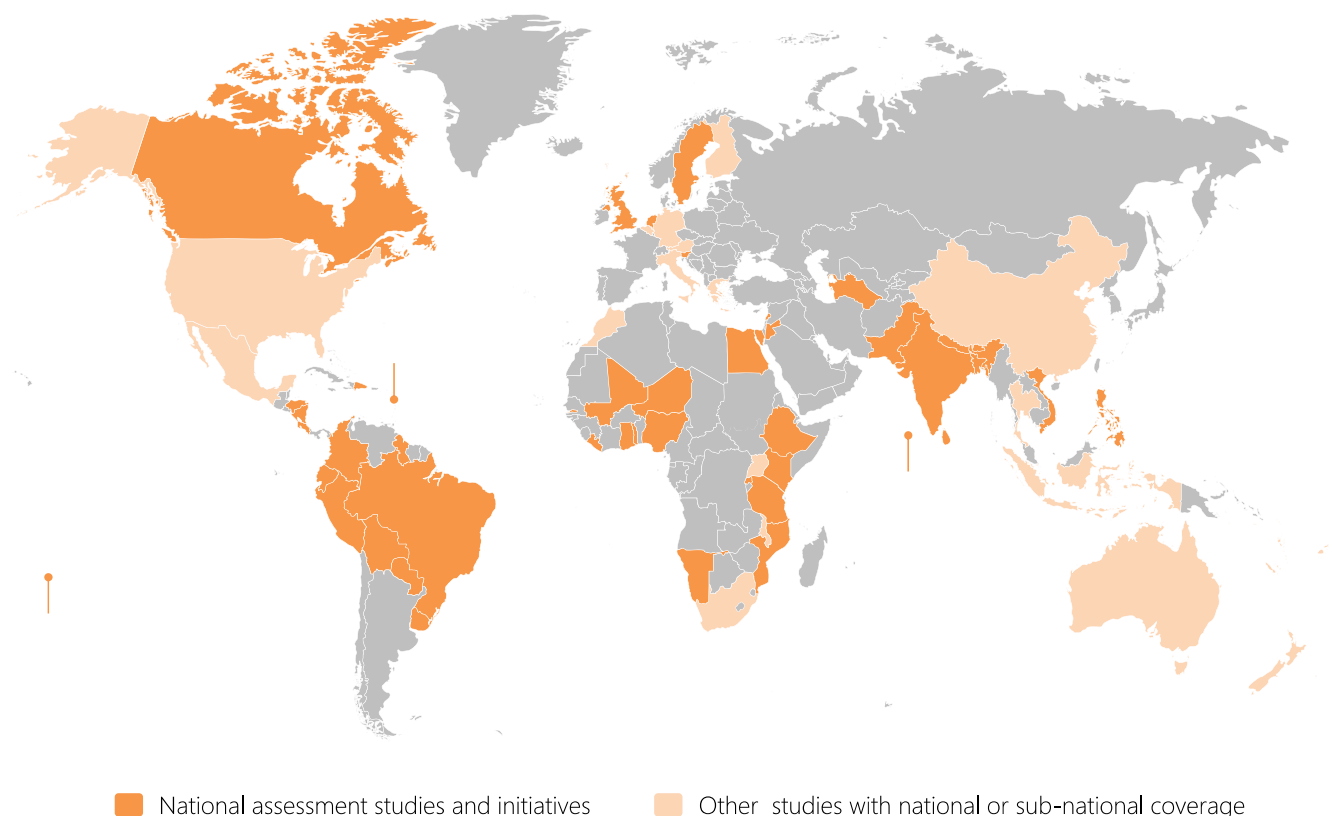 National assessment studies and initiatives
Other studies with national or sub-national coverage